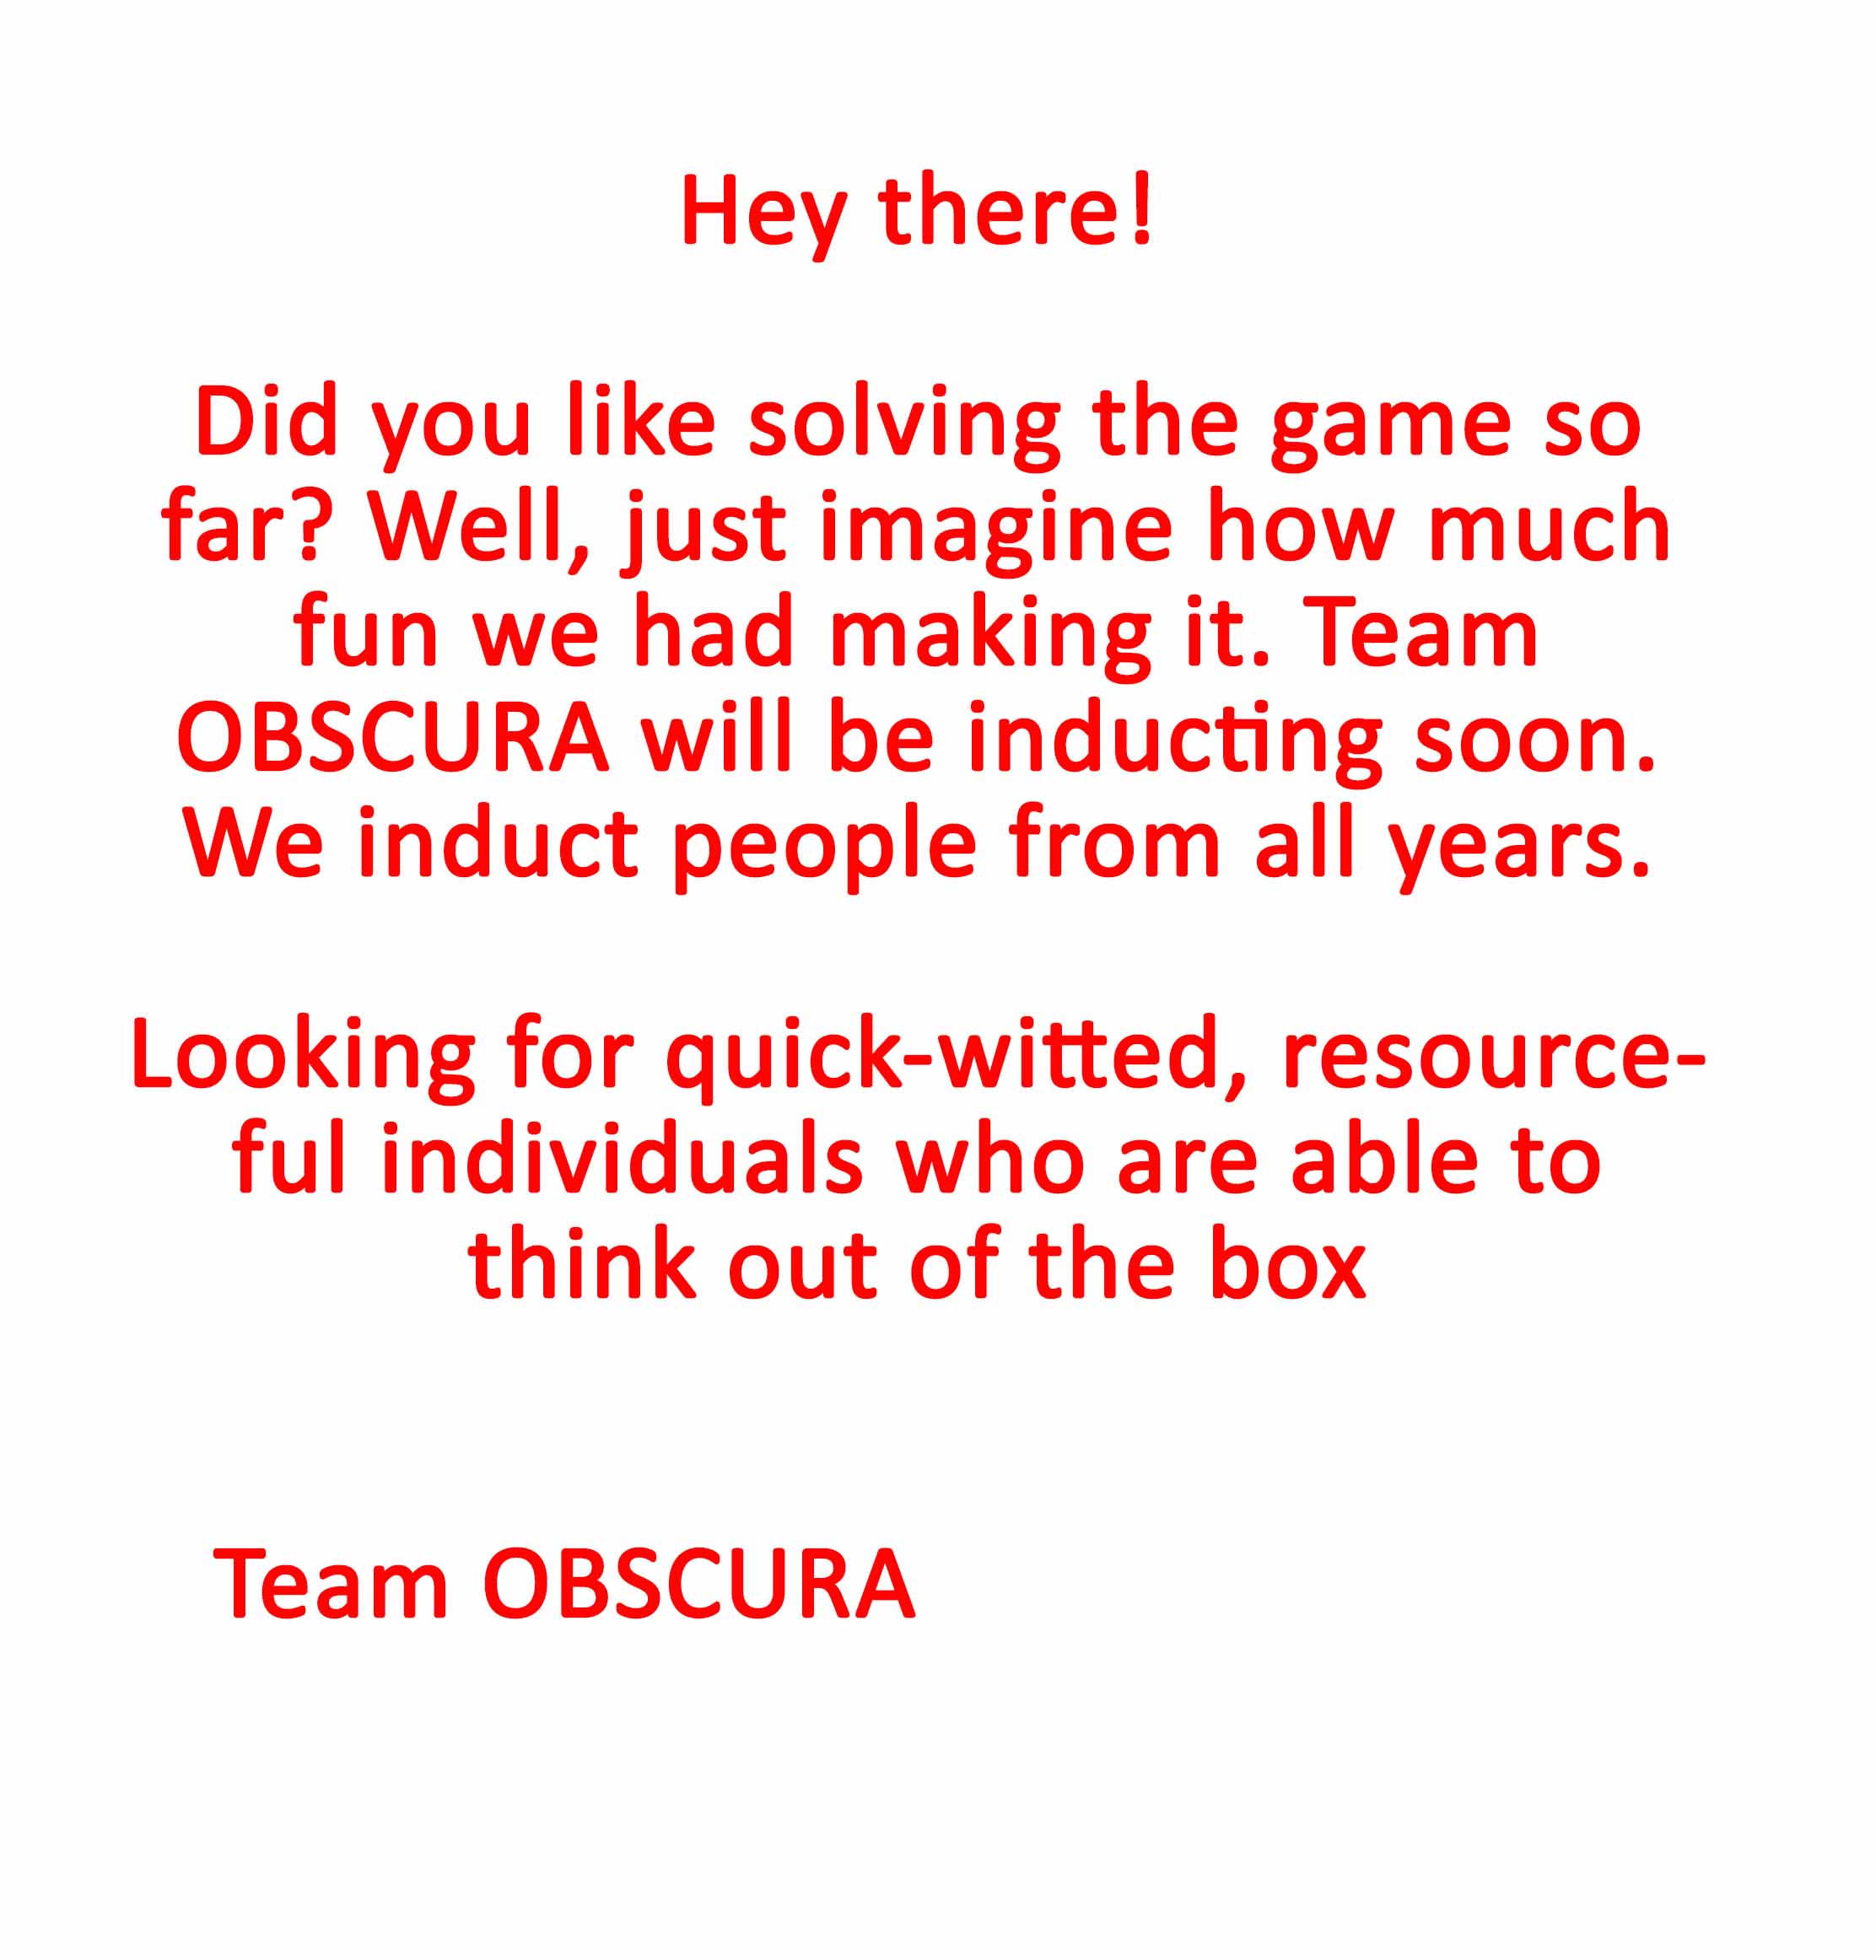 Hey there!
Did you like solving the game so
far? Well, just imagine how much
fun we had making it. Team
OBSCURA will be inducting soon.
We induct people from all years.
Looking for quick-witted, resource-
ful individuals who are able to
think out of the box
Team OBSCURA